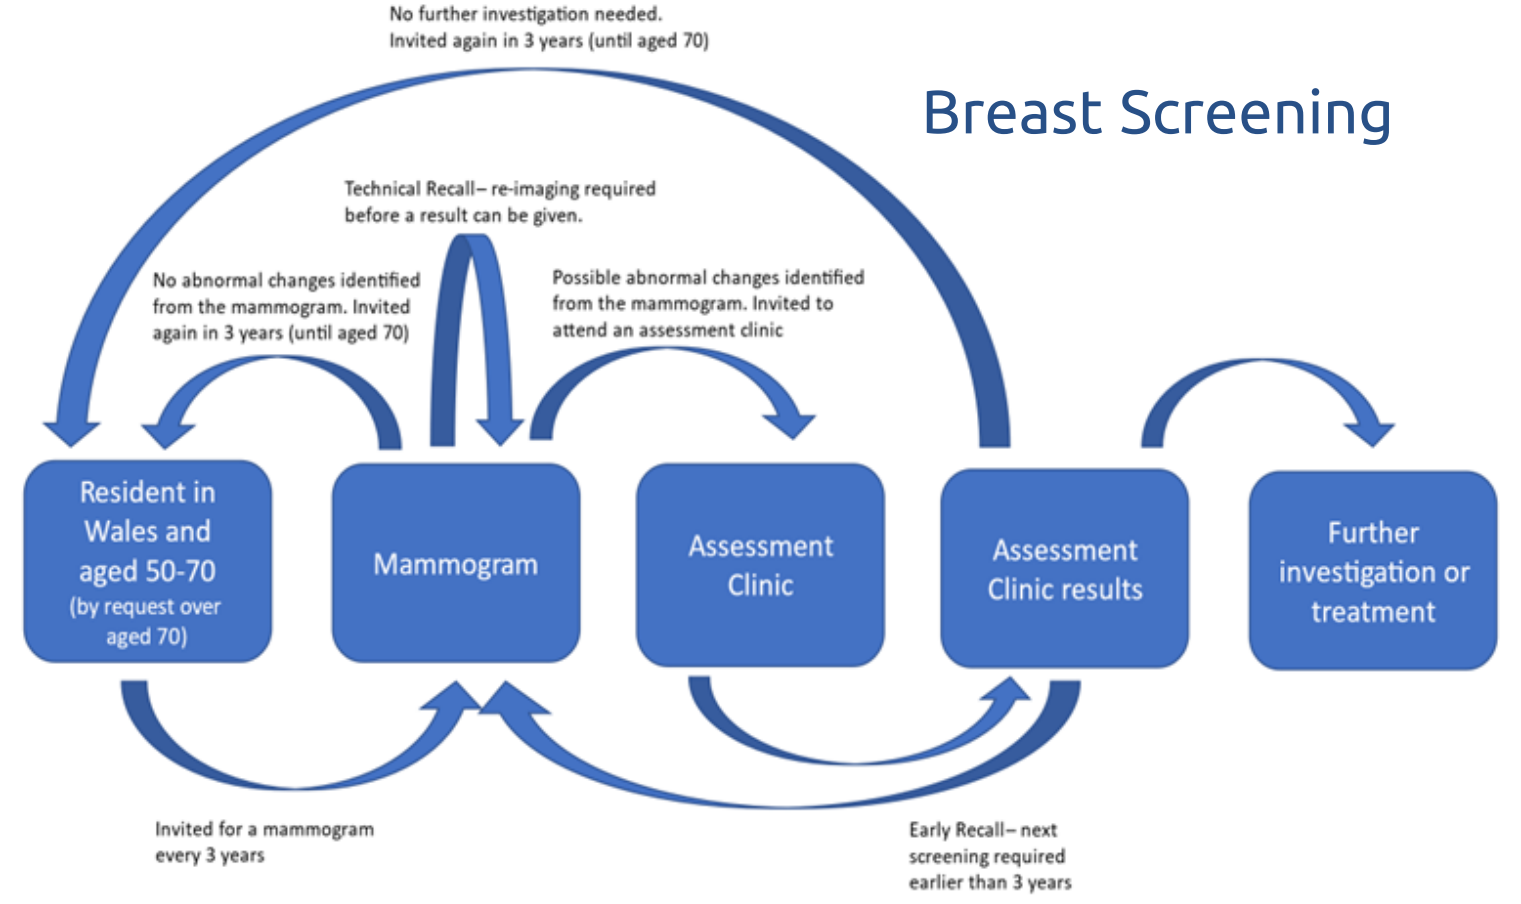 No further investigation needed.
Invited again in 3 years (until aged 70)
Breast Screening
Technical Recall– re-imaging required
before a result can be given.
No abnormal changes identified
from the mammogram. Invited
again in 3 years (until aged 70)
Possible abnormal changes identified
from the mammogram. Invited to
attend an assessment clinic
Resident in
Wales and
aged 50-70
(by request over
aged 70)
Mammogram
Assessment
Clinic
Assessment
Clinic results
Further
investigation or
treatment
Invited for a mammogram
every 3 years
Early Recall– next
screening required
earlier than 3 years